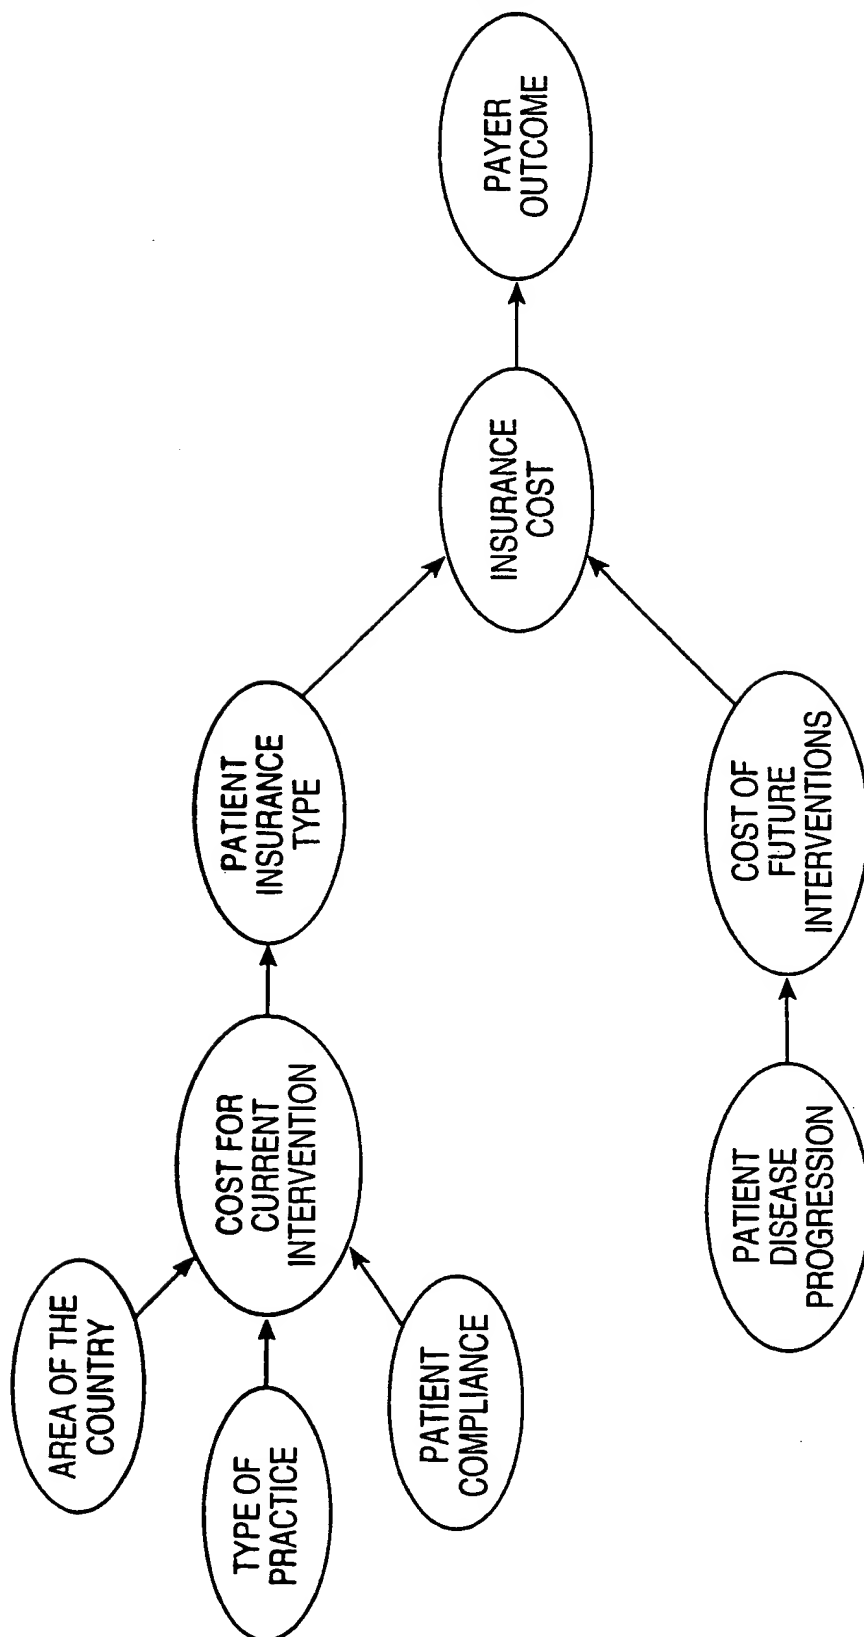 AREA OF THE
COUNTRY
TYPE OF
PRACTICE
PATIENT
COMPLIANCE
COST FOR
CURRENT
INTERVENTION
PATIENT
INSURANCE
TYPE
PATIENT
DISEASE
PROGRESSION
COST OF
FUTURE
INTERVENTIONS
INSURANCE
COST
PAYER
OUTCOME